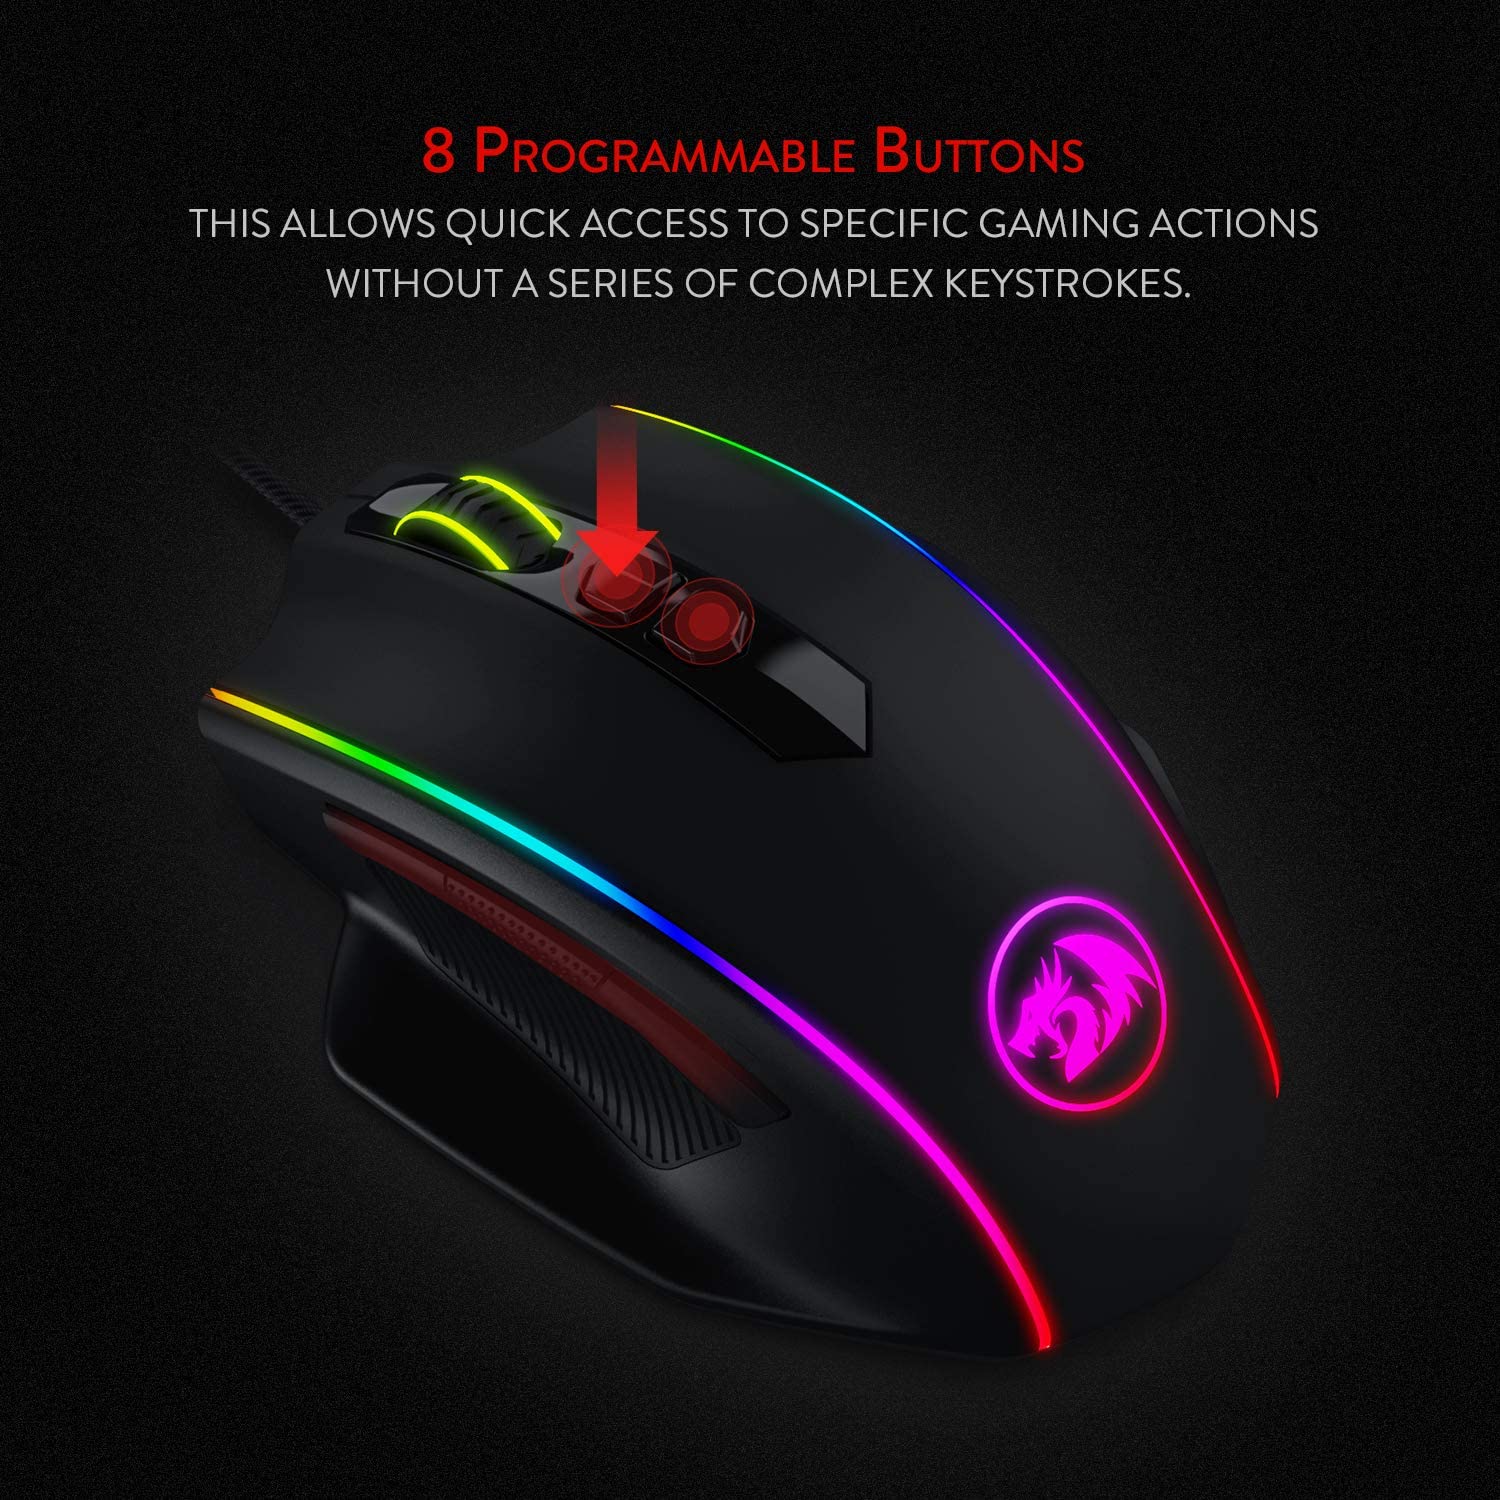 8 Programmable Buttons
THIS ALLOWS QUICK ACCESS TO SPECIFIC GAMING ACTIONS
WITHOUT A SERIES OF COMPLEX KEYSTROKES.